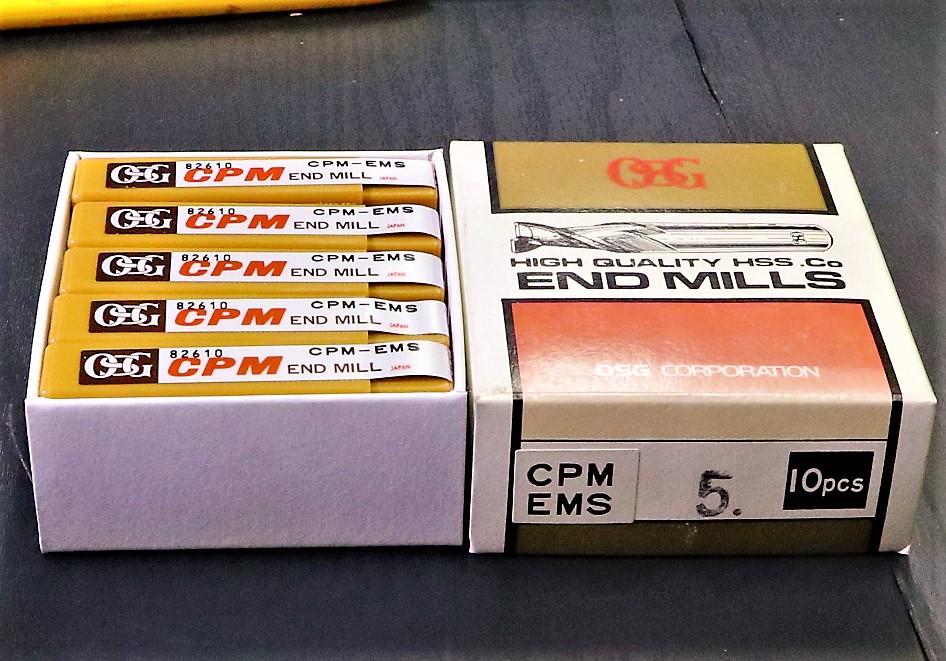 OSG 82610 CPM CPM-EMS END MILL JAPAN
OSG 82610 CPM CPM-EMS END MILL JAPAN
OSG 82610 CPM CPM-EMS END MILL JAPAN
OSG 82610 CPM CPM-EMS END MILL JAPAN
OSG 82610 CPM CPM-EMS END MILL JAPAN
OSG
HIGH QUALITY HSS.Co
END MILLS
OSG CORPORATION
CPM
EMS
5.
10pcs